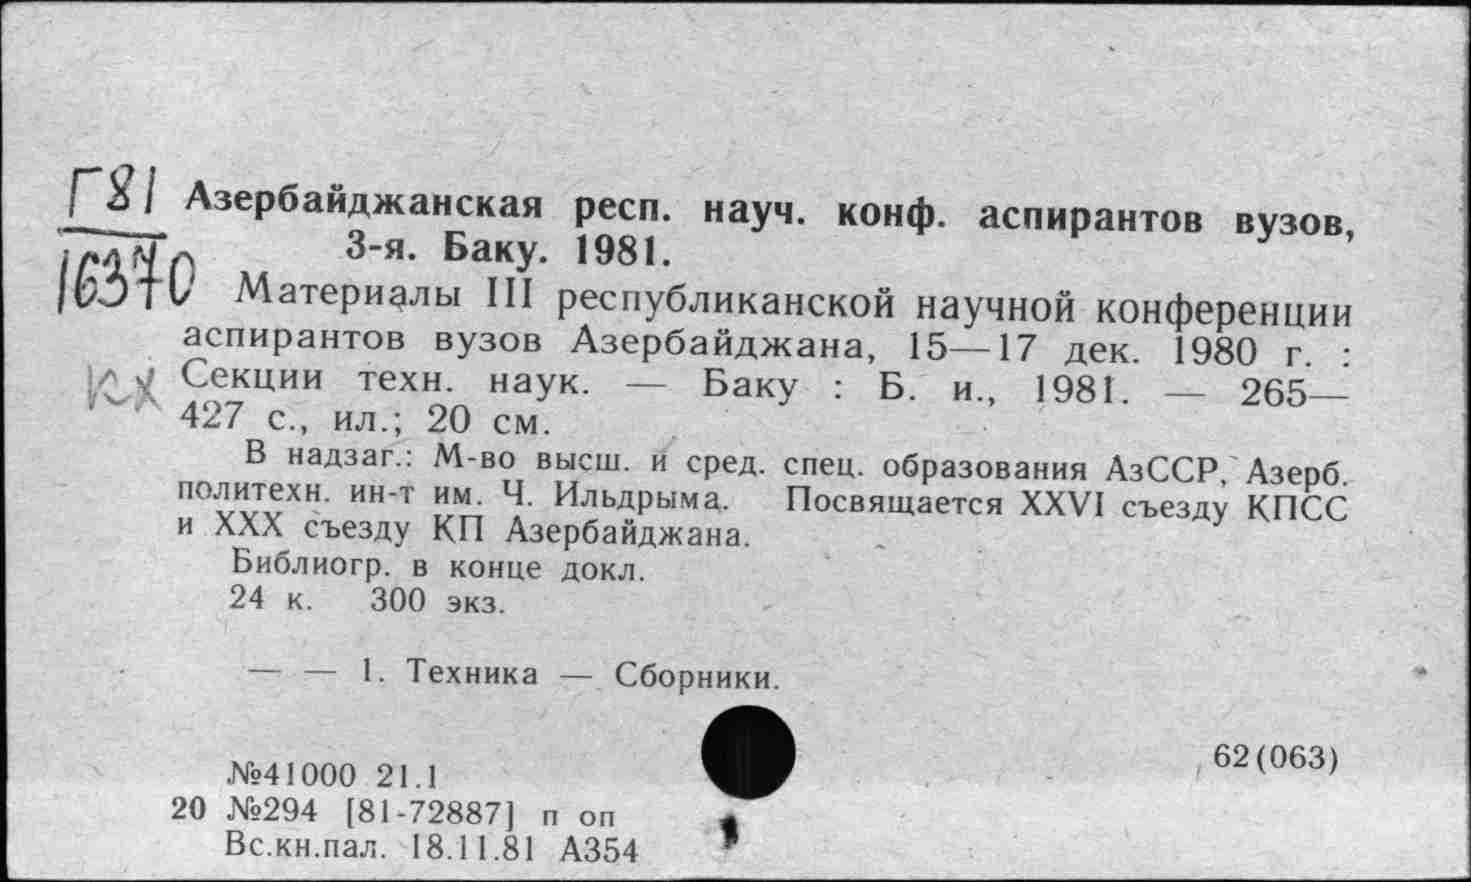 Г81
16370
Азербайджанская респ. науч. конф. аспирантов вузов,
3-я. Баку. 1981.
Материалы III республиканской научной конференции
аспирантов вузов Азербайджана, 15—17 дек. 1980 г. :
Секции техн. наук. — Баку : Б. и., 1981. — 265—
427 с., ил.; 20 см.
В надзаг.: М-во высш. и сред. спец. образования АзССР, Азерб.
политехн. ин-т им. Ч. Ильдрыма. Посвящается XXVI съезду КПСС
и XXX съезду КП Азербайджана.
Библиогр. в конце докл.
24 к. 300 экз.
— — 1. Техника — Сборники.
62(063)
№41000 21.1
20 №294 [81-72887] п оп
Вс.кн.пал. 18.11.81 А354